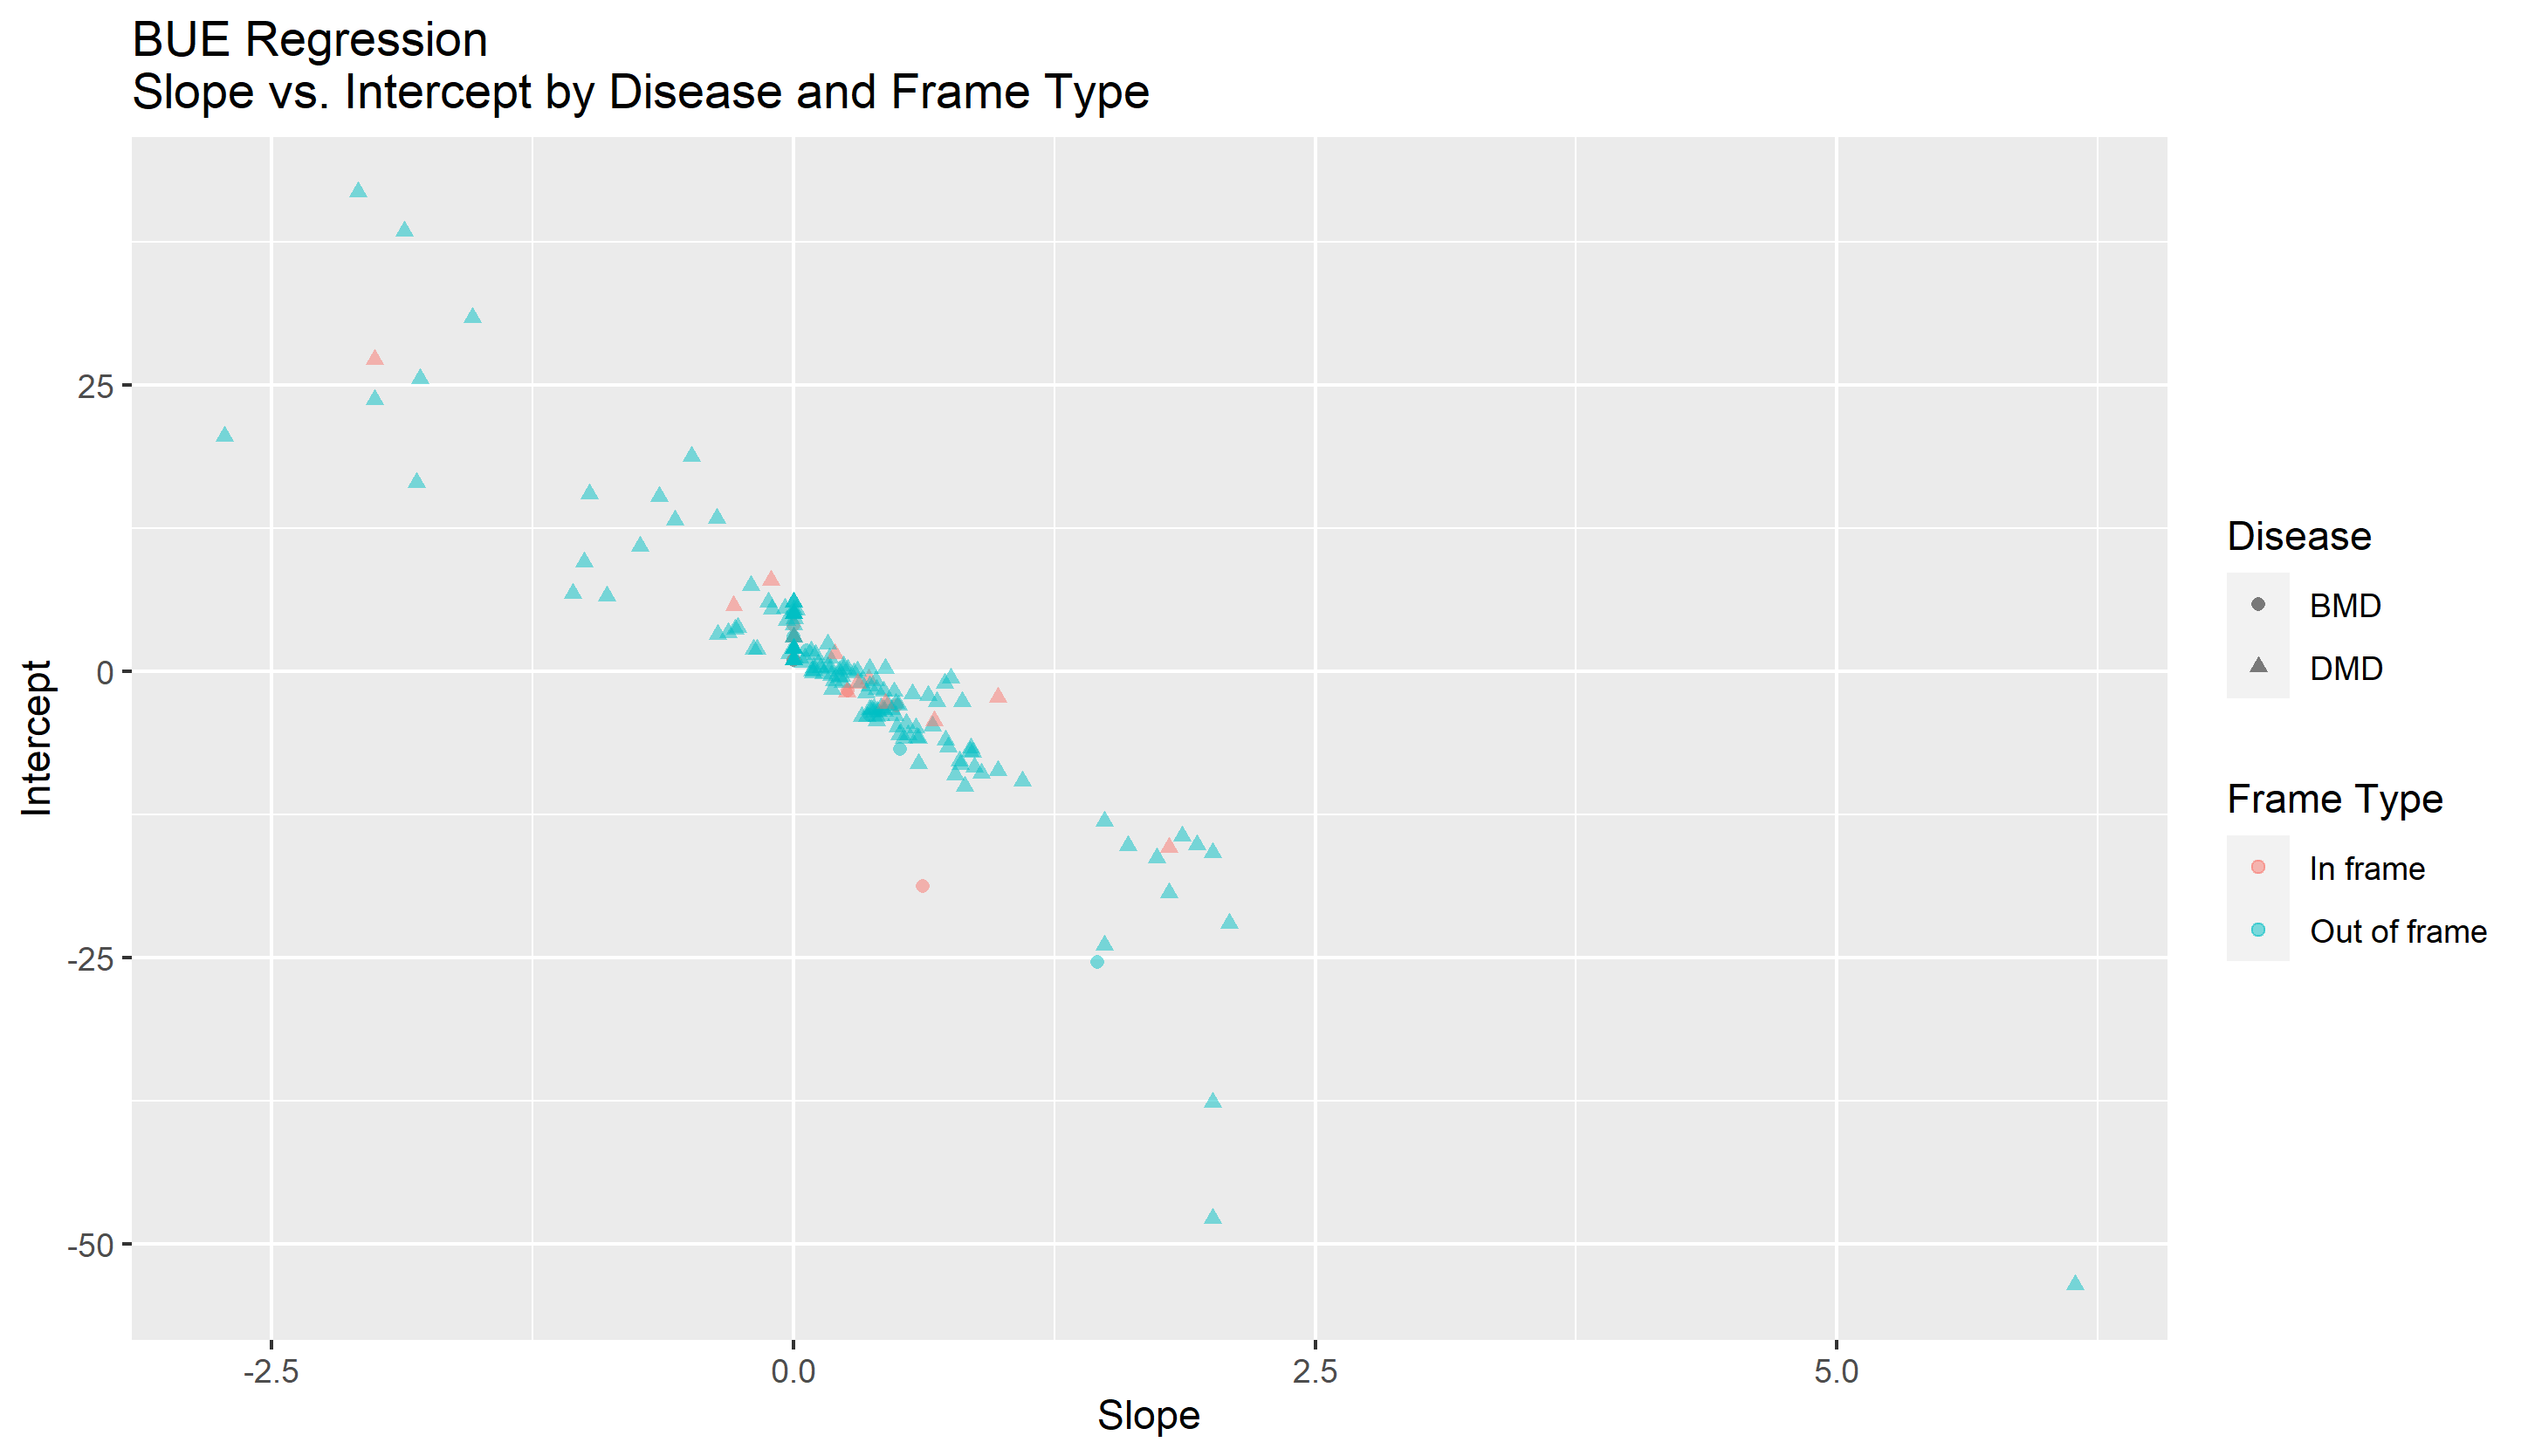 BUE Regression
Slope vs. Intercept by Disease and Frame Type
Intercept
25
0
-25
-50
-2.5
0.0
2.5
5.0
Slope
Disease
BMD
DMD
Frame Type
In frame
Out of frame